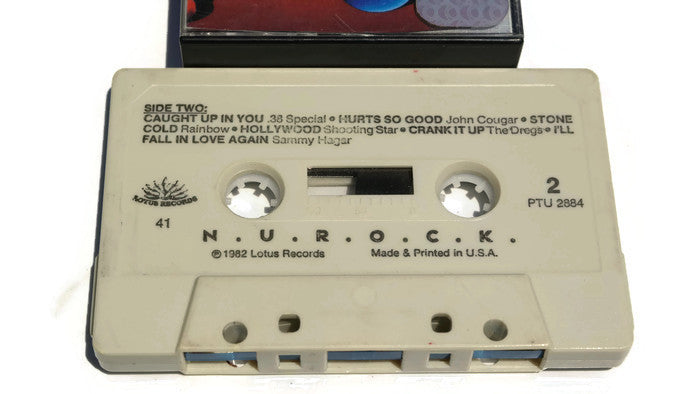 SIDE TWO:
CAUGHT UP IN YOU .38 Special • HURTS SO GOOD John Cougar • STONE
COLD Rainbow • HOLLYWOOD Shooting Star • CRANK IT UP The Dregs • I'LL
FALL IN LOVE AGAIN Sammy Hagar
LOTUS RECORDS
41
2
PTU 2884
N.U.R.O.C.K.
℗ 1982 Lotus Records Made & Printed in U.S.A.